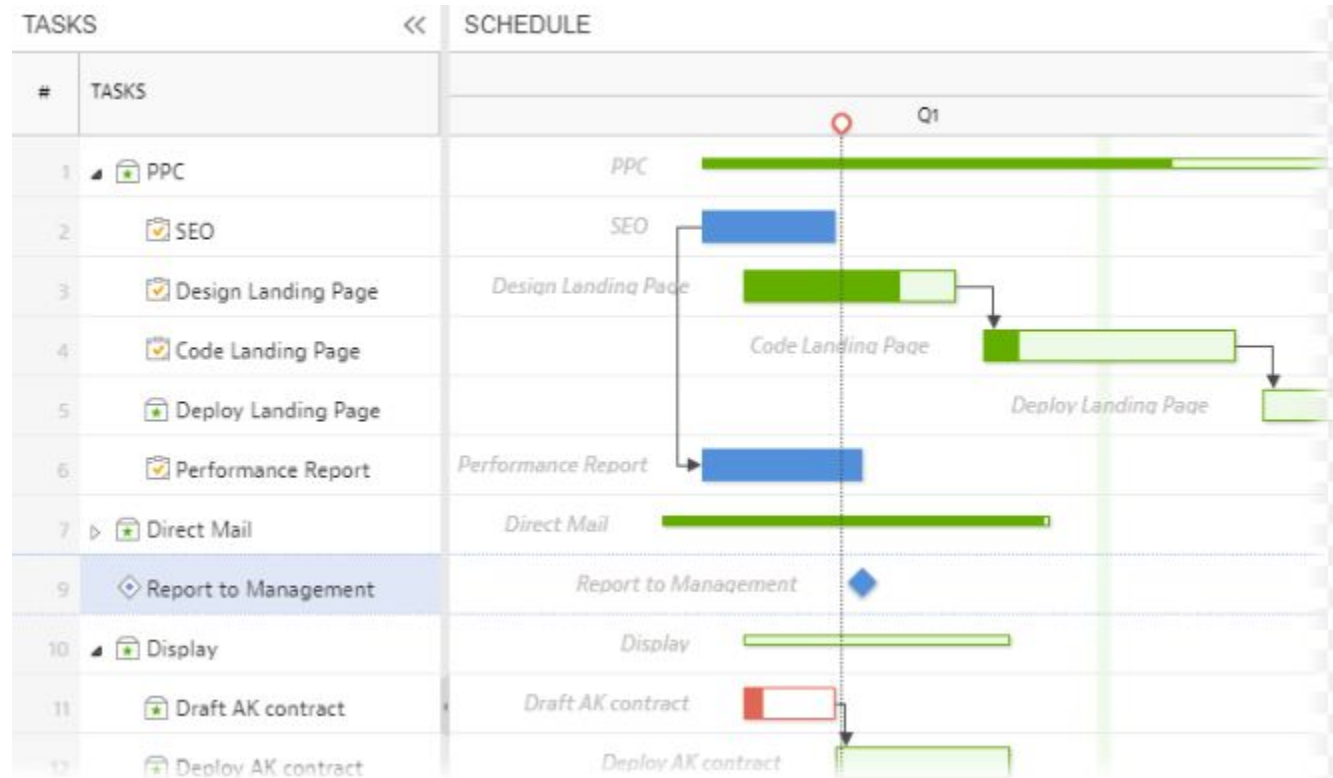 TASKS
SCHEDULE
#
TASKS
Q1
1 PPC
PPC
2 SEO
SEO
3 Design Landing Page
Design Landing Page
4 Code Landing Page
Code Landing Page
5 Deploy Landing Page
Deploy Landing Page
6 Performance Report
Performance Report
7 Direct Mail
Direct Mail
9 Report to Management
Report to Management
10 Display
Display
11 Draft AK contract
Draft AK contract
12 Deploy AK contract
Deploy AK contract